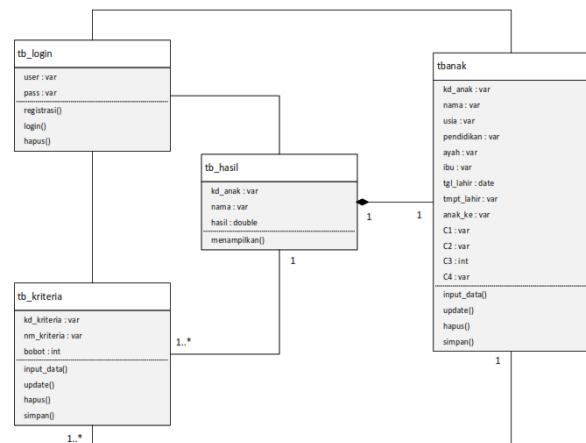 tb_login
user : var
pass : var
registrasi()
login()
hapus()
tb_hasil
kd_anak : var
nama : var
hasil : double
menampilkan()
1
1
1
tbanak
kd_anak : var
nama : var
usia : var
pendidikan : var
ayah : var
ibu : var
tgl_lahir : date
tmpt_lahir : var
anak_ke : var
C1 : var
C2 : var
C3 : int
C4 : var
input_data()
update()
hapus()
simpan()
1
tb_kriteria
kd_kriteria : var
nm_kriteria : var
bobot : int
input_data()
update()
hapus()
simpan()
1..*
1..*